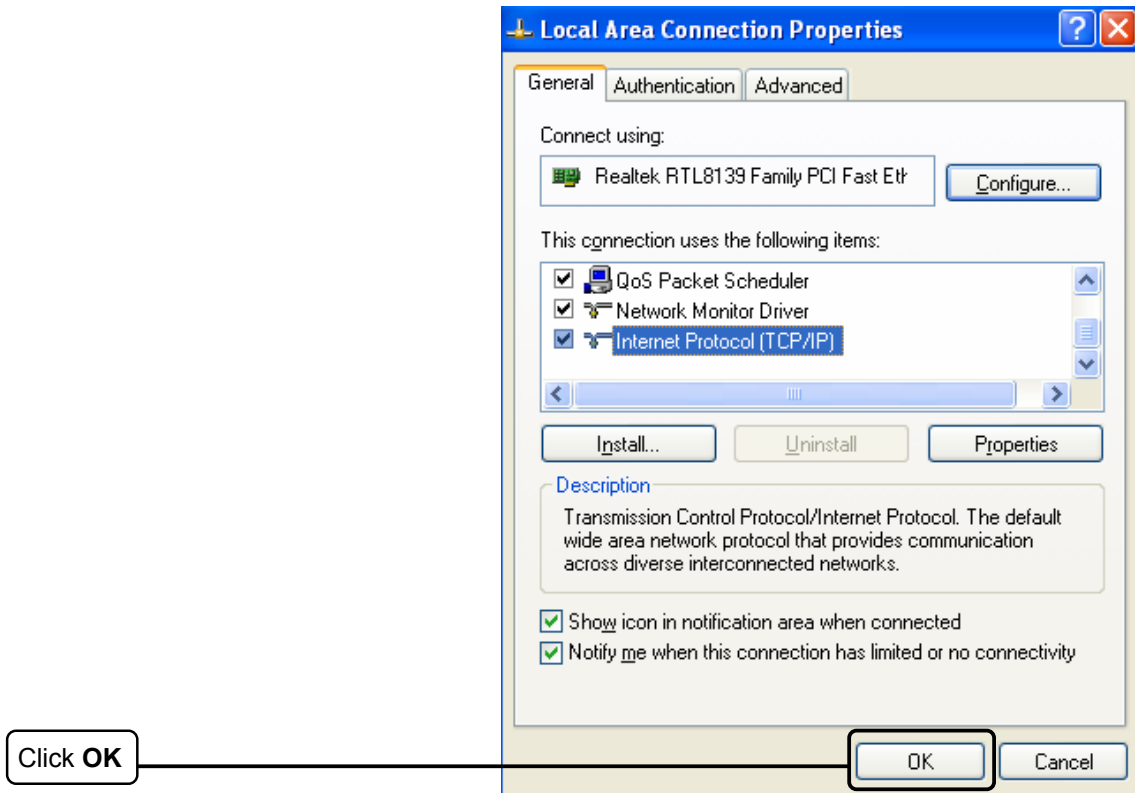 Local Area Connection Properties
General Authentication Advanced
Connect using:
Realtek RTL8139 Family PCI Fast Eth
Configure...
This connection uses the following items:
QoS Packet Scheduler
Network Monitor Driver
Internet Protocol (TCP/IP)
Install... Uninstall Properties
Description
Transmission Control Protocol/Internet Protocol. The default
wide area network protocol that provides communication
across diverse interconnected networks.
Show icon in notification area when connected
Notify me when this connection has limited or no connectivity
Click OK
OK Cancel